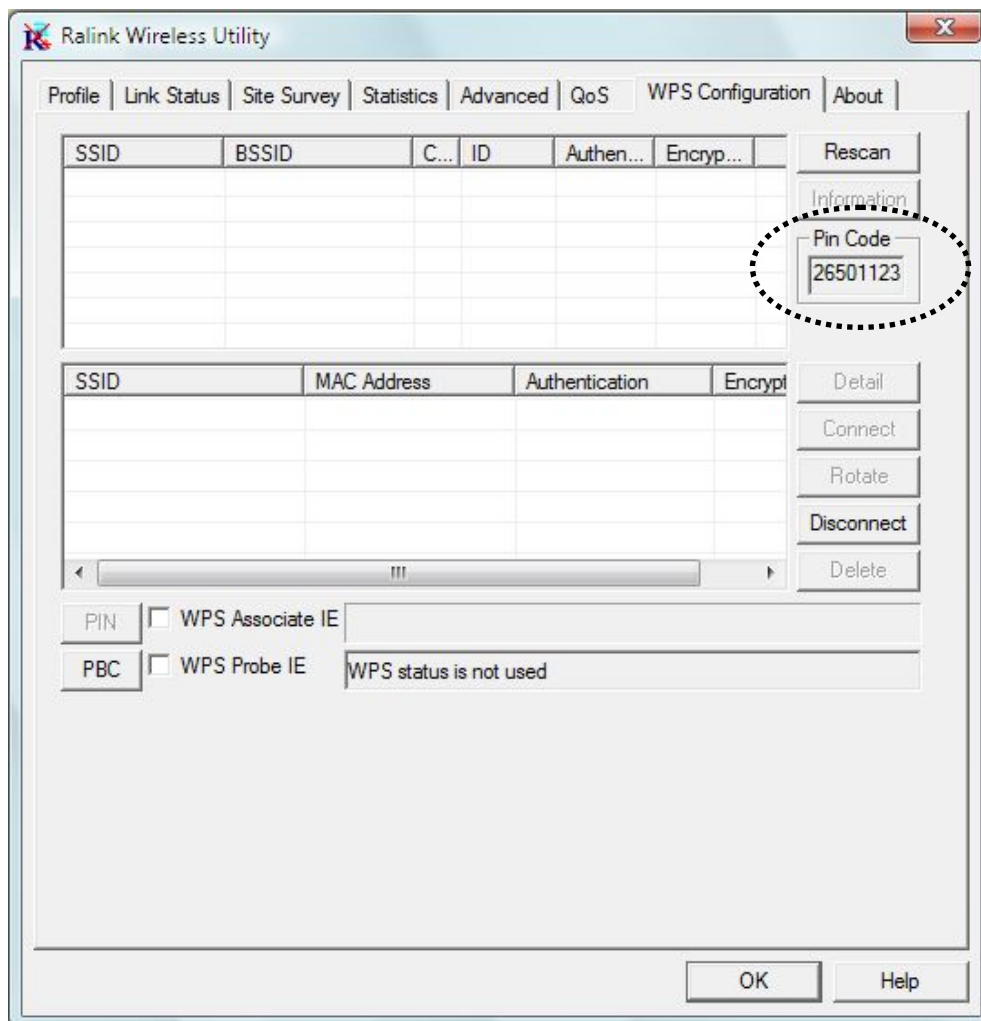 Ralink Wireless Utility
Profile Link Status Site Survey Statistics Advanced QoS WPS Configuration About
SSID BSSID C... ID Authen... Encryp...
Rescan
Information
Pin Code
26501123
SSID MAC Address Authentication Encrypt
Detail
Connect
Rotate
Disconnect
Delete
PIN WPS Associate IE
PBC WPS Probe IE WPS status is not used
OK Help